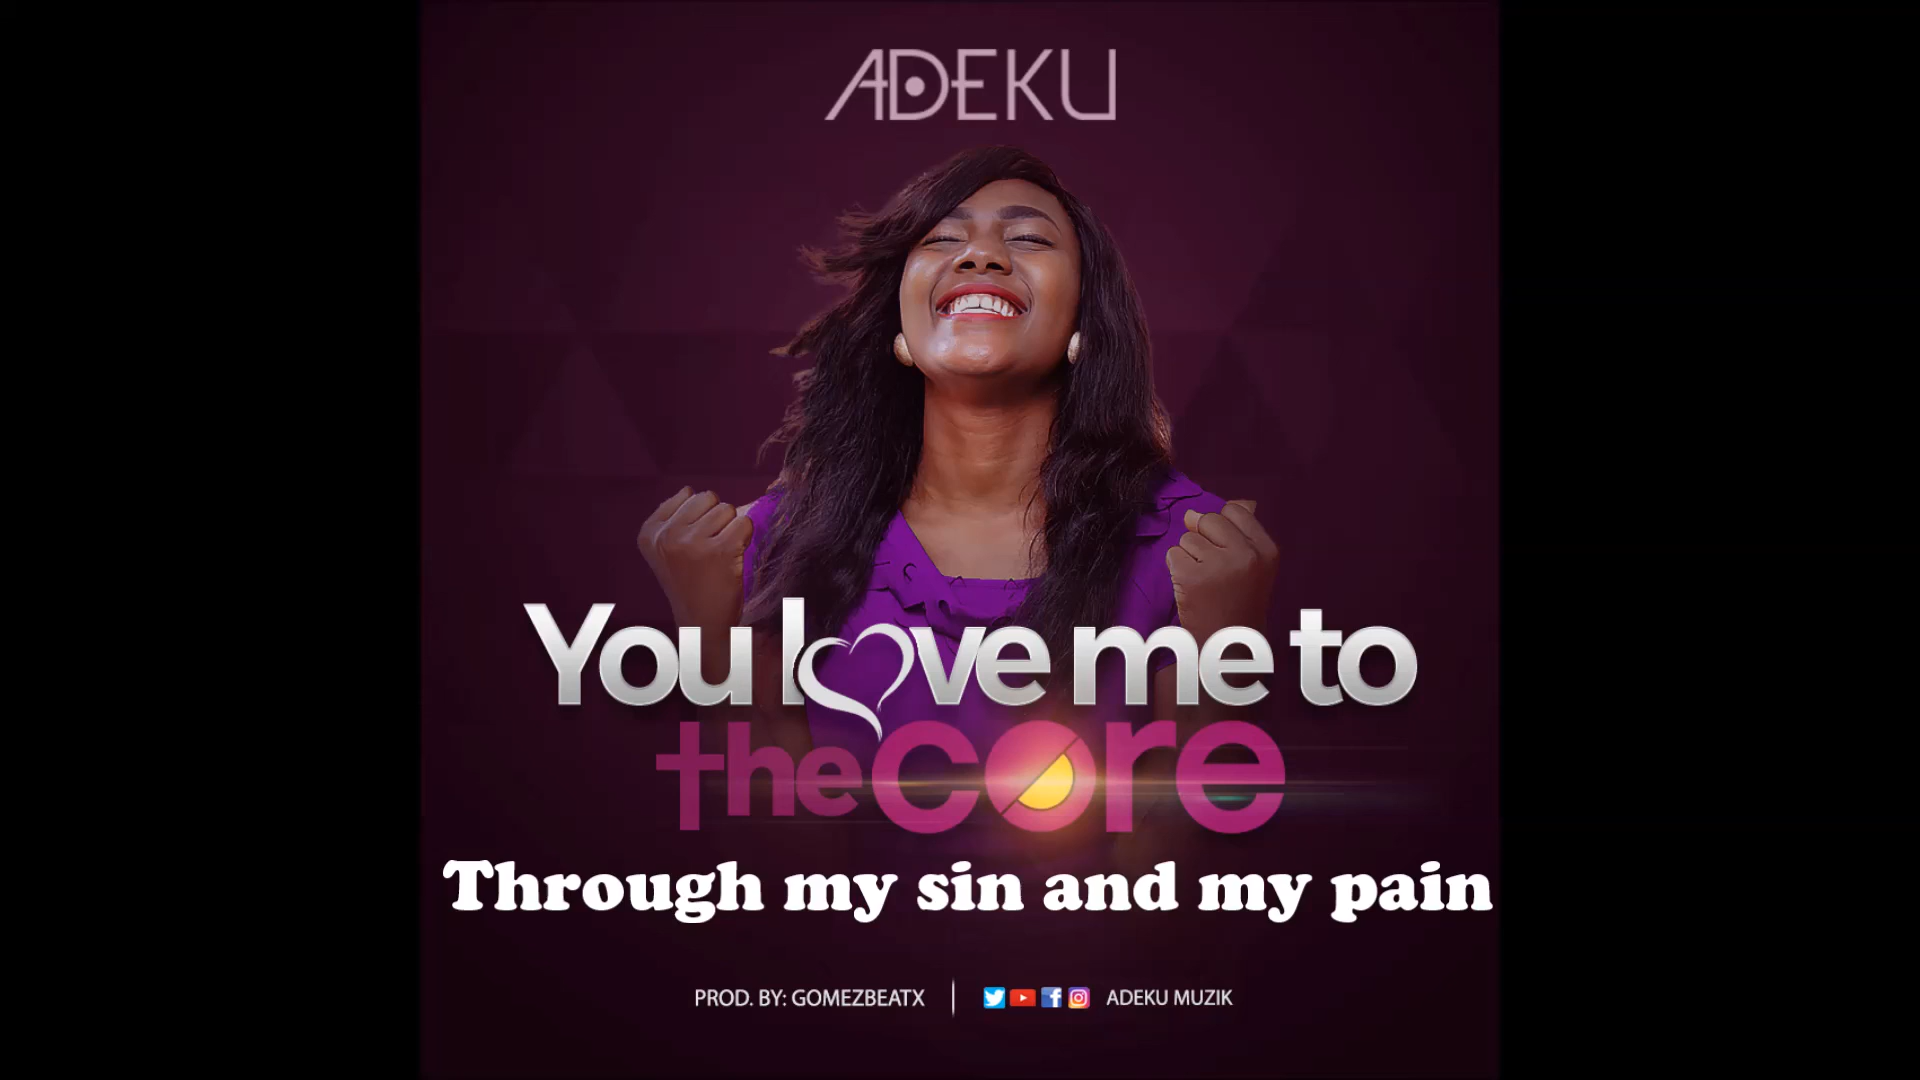 ADEKU
You love me to
the core
Through my sin and my pain
PROD. BY: GOMEZBEATX | ADEKU MUZIK